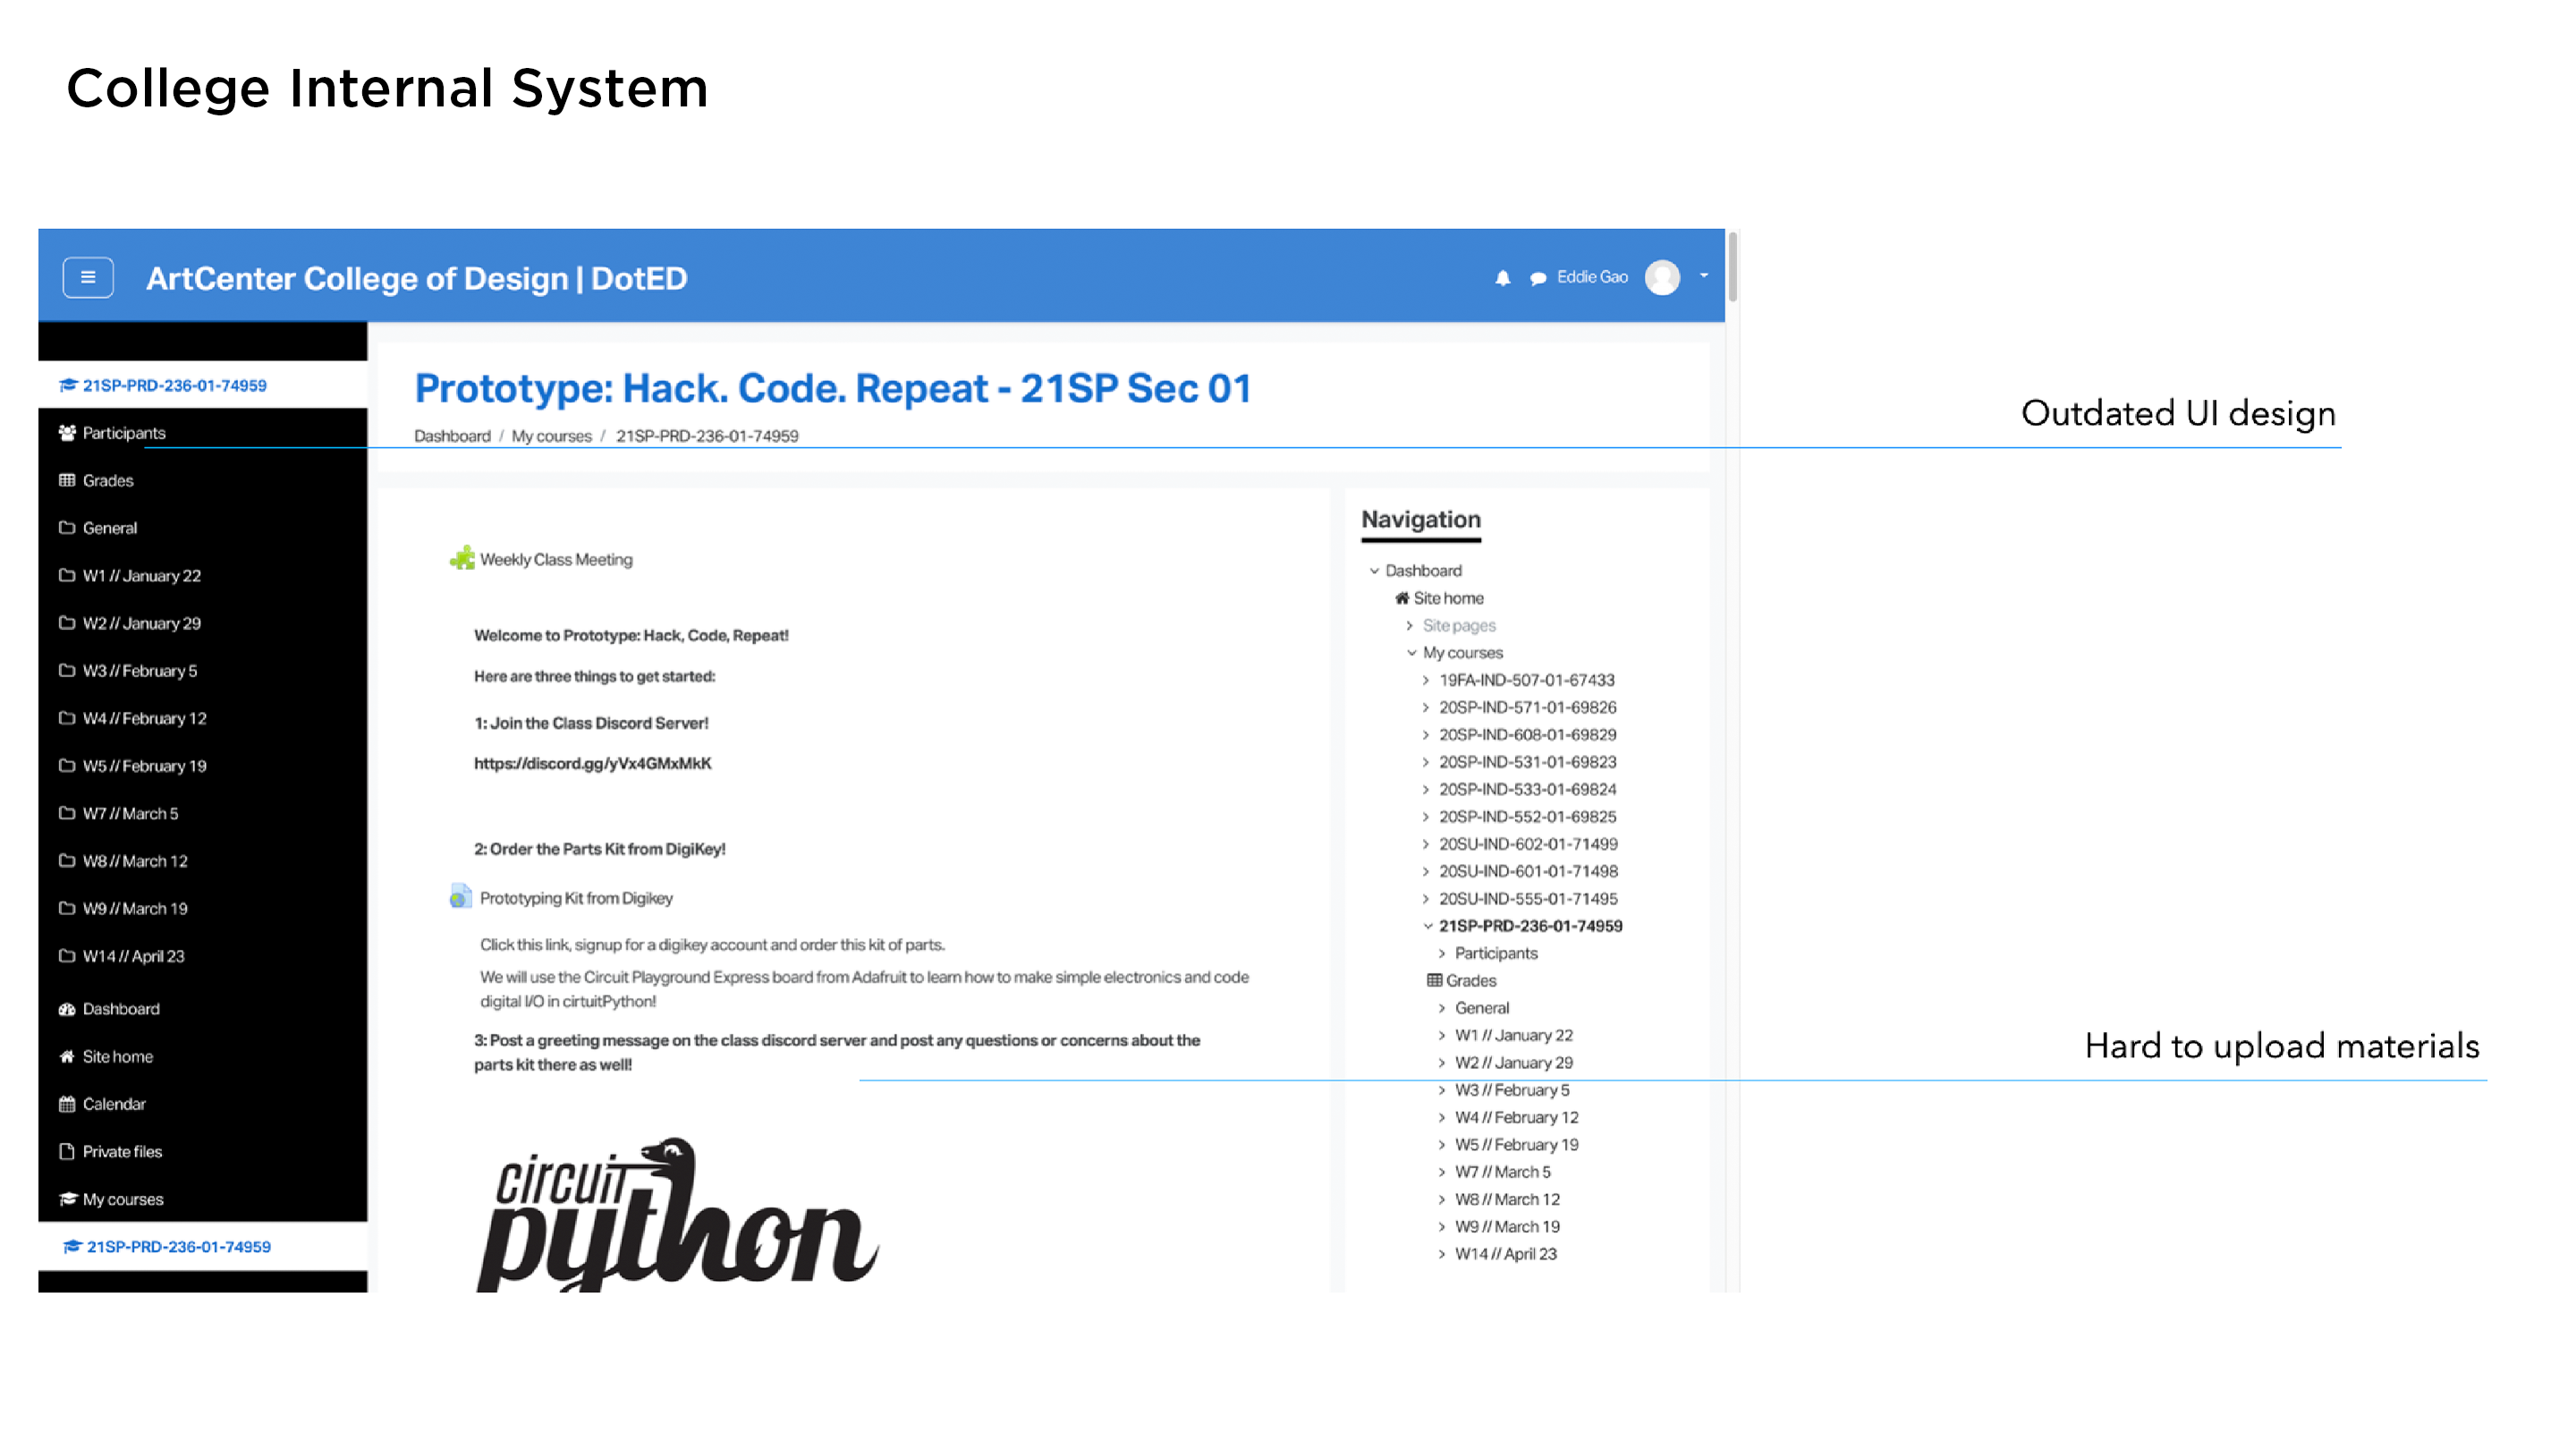 College Internal System
ArtCenter College of Design | DotED
Eddie Gao
21SP-PRD-236-01-74959
Participants
Grades
General
W1 // January 22
W2 // January 29
W3 // February 5
W4 // February 12
W5 // February 19
W7 // March 5
W8 // March 12
W9 // March 19
W14 // April 23
Dashboard
Site home
Calendar
Private files
My courses
21SP-PRD-236-01-74959
Prototype: Hack. Code. Repeat - 21SP Sec 01
Dashboard / My courses / 21SP-PRD-236-01-74959
Weekly Class Meeting
Welcome to Prototype: Hack, Code, Repeat!
Here are three things to get started:
1: Join the Class Discord Server!
https://discord.gg/yVx4GMxMkK
2: Order the Parts Kit from DigiKey!
Prototyping Kit from Digikey
Click this link, signup for a digikey account and order this kit of parts.
We will use the Circuit Playground Express board from Adafruit to learn how to make simple electronics and code
digital I/O in cirtuitPython!
3: Post a greeting message on the class discord server and post any questions or concerns about the
parts kit there as well!
circuit
python
Navigation
Dashboard
Site home
Site pages
My courses
19FA-IND-507-01-67433
20SP-IND-571-01-69826
20SP-IND-608-01-69829
20SP-IND-531-01-69823
20SP-IND-533-01-69824
20SP-IND-552-01-69825
20SU-IND-602-01-71499
20SU-IND-601-01-71498
20SU-IND-555-01-71495
21SP-PRD-236-01-74959
Participants
Grades
General
W1 // January 22
W2 // January 29
W3 // February 5
W4 // February 12
W5 // February 19
W7 // March 5
W8 // March 12
W9 // March 19
W14 // April 23
Outdated UI design
Hard to upload materials